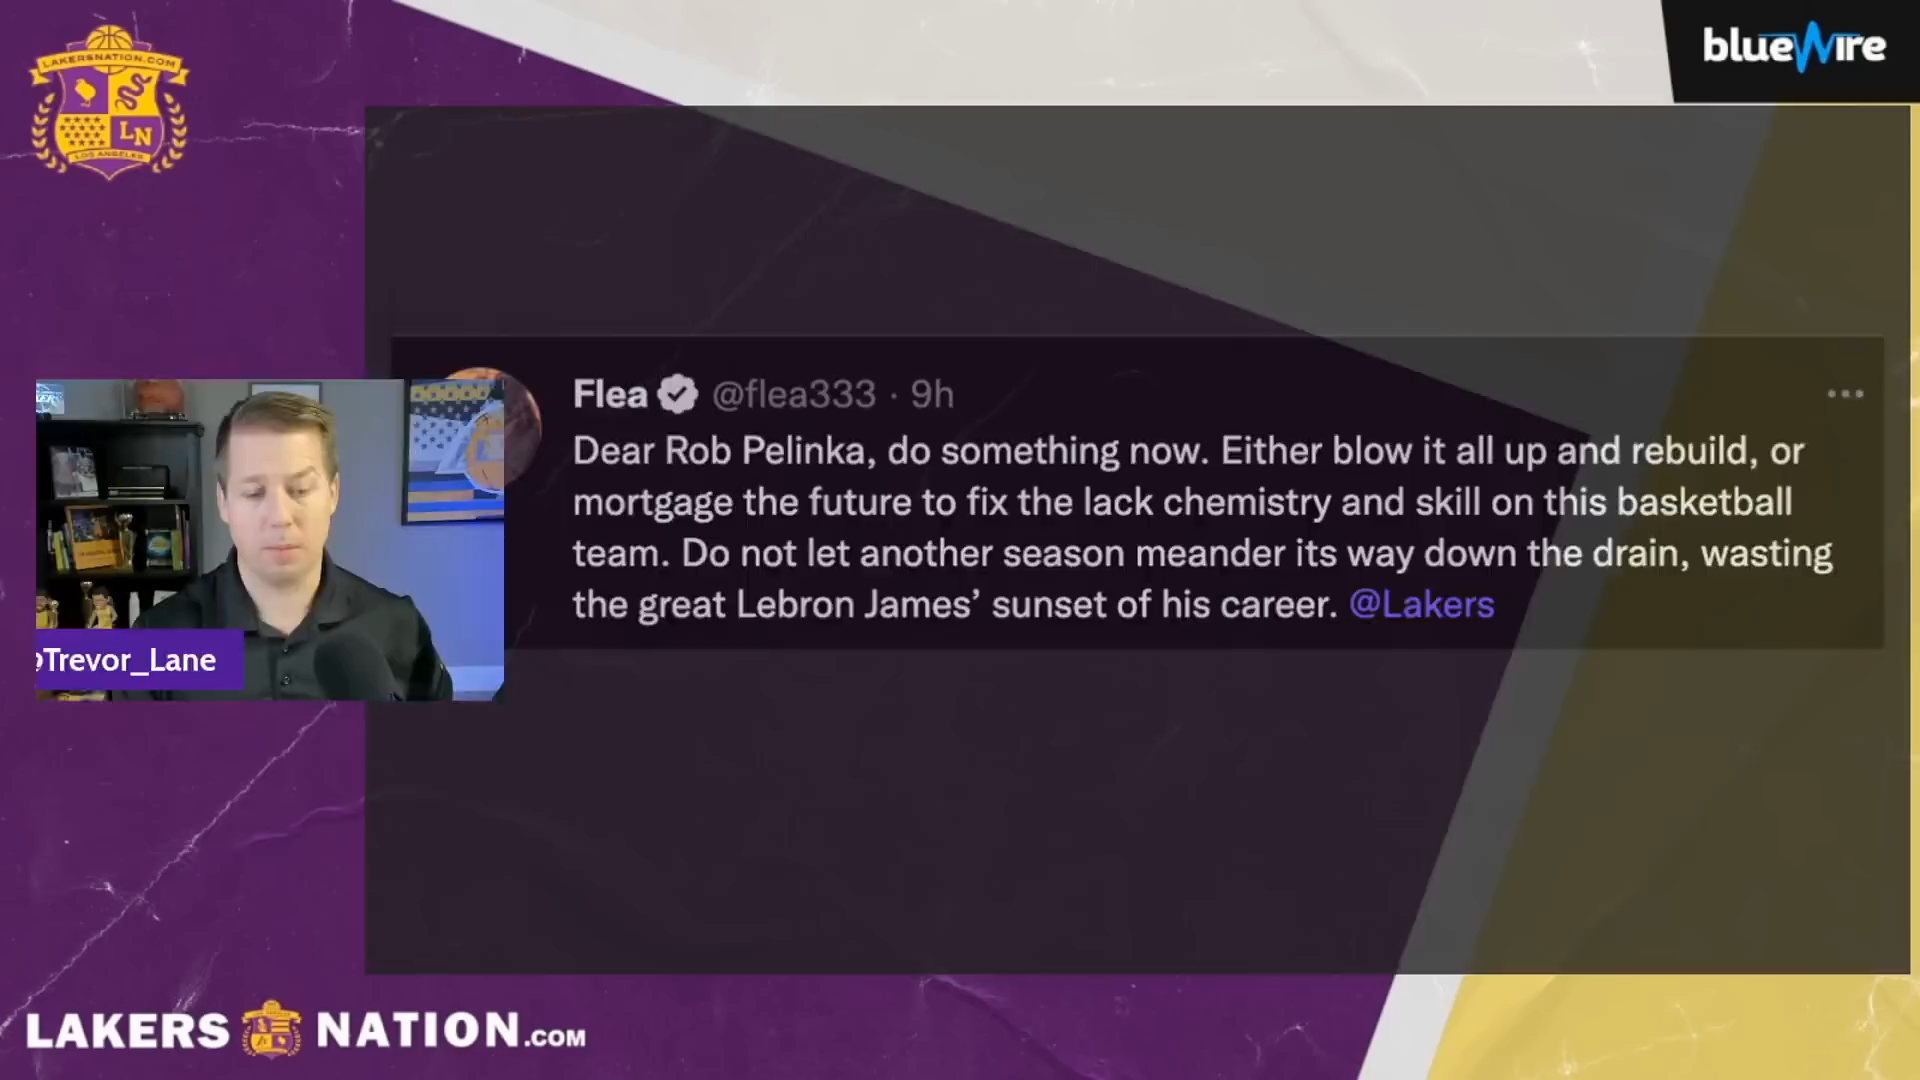 LAKERSNATION.COM
LN
LOS ANGELES
blueWire
Flea @flea333 · 9h
Dear Rob Pelinka, do something now. Either blow it all up and rebuild, or
mortgage the future to fix the lack chemistry and skill on this basketball
team. Do not let another season meander its way down the drain, wasting
the great Lebron James’ sunset of his career. @Lakers
Trevor_Lane
LAKERS NATION.COM